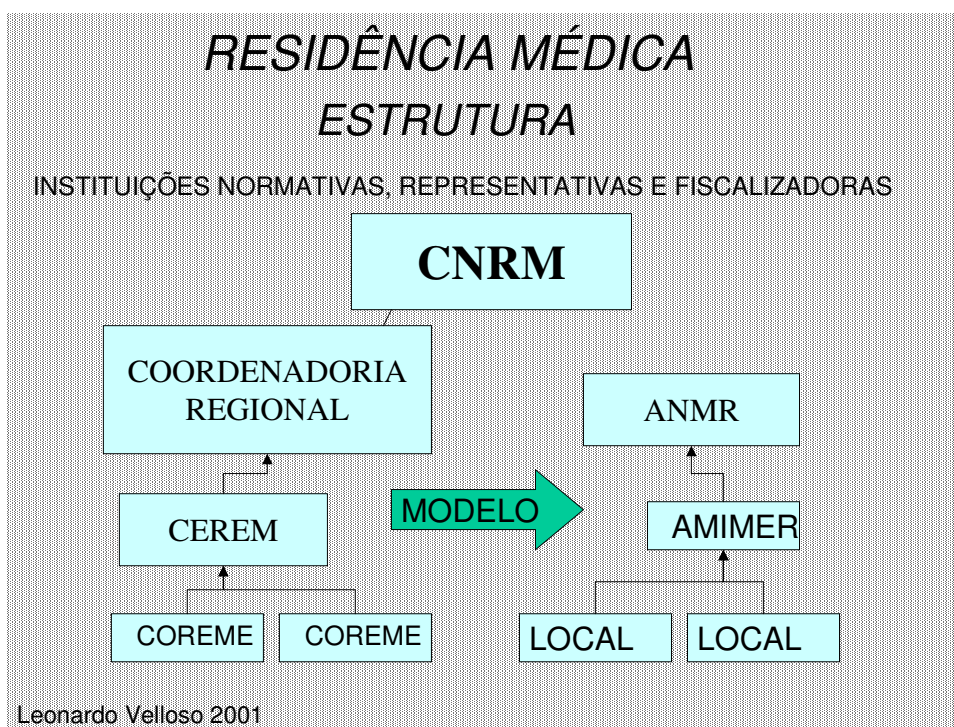 RESIDÊNCIA MÉDICA
ESTRUTURA
INSTITUIÇÕES NORMATIVAS, REPRESENTATIVAS E FISCALIZADORAS
CNRM
COORDENADORIA
REGIONAL
ANMR
MODELO
CEREM
AMIMER
COREME
COREME
LOCAL
LOCAL
Leonardo Velloso 2001